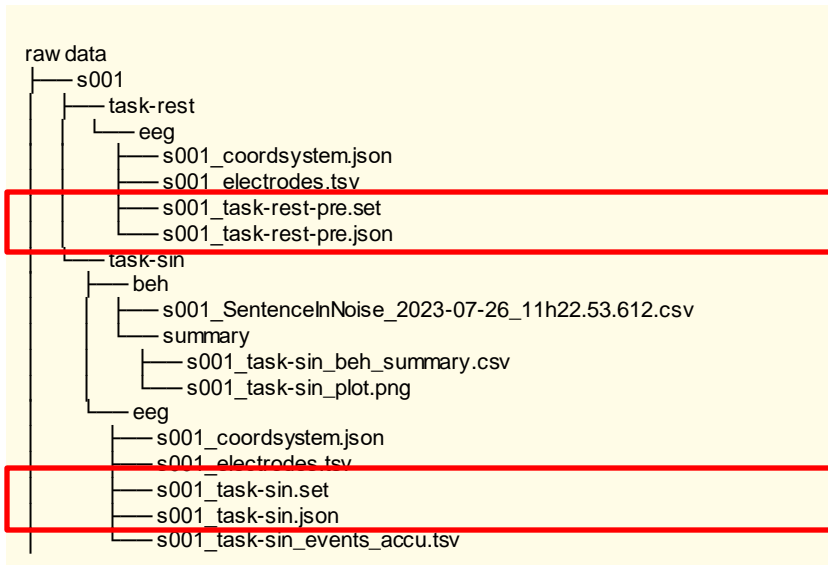 raw data
├── s001
│   ├── task-rest
│   │   └── eeg
│   │       ├── s001_coordsystem.json
│   │       ├── s001_electrodes.tsv
│   │       ├── s001_task-rest-pre.set
│   │       └── s001_task-rest-pre.json
│   └── task-sin
│       ├── beh
│       │   ├── s001_SentenceInNoise_2023-07-26_11h22.53.612.csv
│       │   └── summary
│       │       ├── s001_task-sin_beh_summary.csv
│       │       └── s001_task-sin_plot.png
│       └── eeg
│           ├── s001_coordsystem.json
│           ├── s001_electrodes.tsv
│           ├── s001_task-sin.set
│           ├── s001_task-sin.json
│           └── s001_task-sin_events_accu.tsv